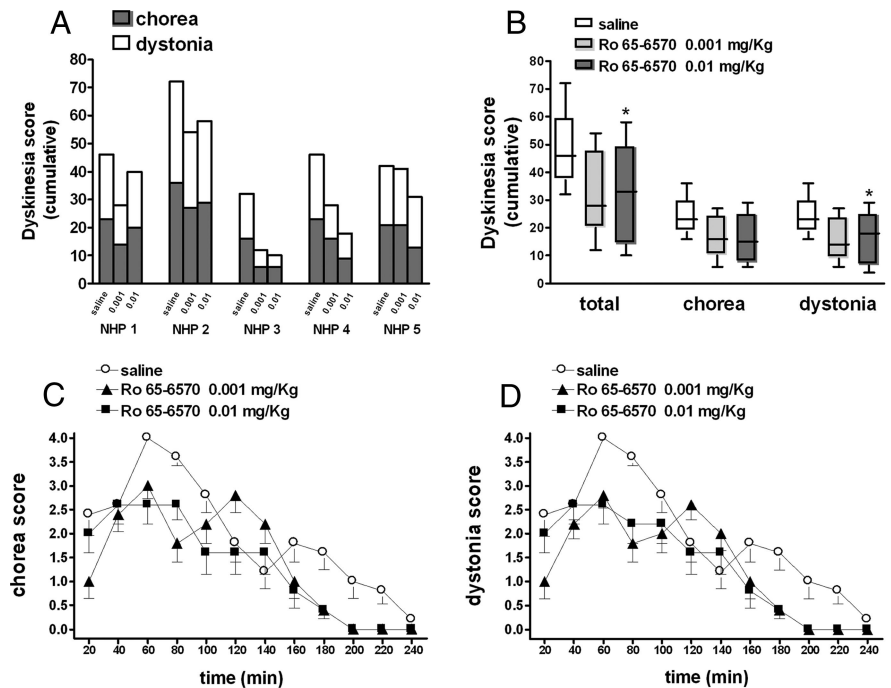 A
chorea
dystonia
Dyskinesia score
(cumulative)
80
70
60
50
40
30
20
10
0
saline 0.001 0.01 saline 0.001 0.01 saline 0.001 0.01 saline 0.001 0.01 saline 0.001 0.01
NHP 1 NHP 2 NHP 3 NHP 4 NHP 5
B
saline
Ro 65-6570 0.001 mg/Kg
Ro 65-6570 0.01 mg/Kg
Dyskinesia score
(cumulative)
80
70
60
50
40
30
20
10
0
* *
total chorea dystonia
C
saline
Ro 65-6570 0.001 mg/Kg
Ro 65-6570 0.01 mg/Kg
chorea score
4.0
3.5
3.0
2.5
2.0
1.5
1.0
0.5
0.0
20 40 60 80 100 120 140 160 180 200 220 240
time (min)
D
saline
Ro 65-6570 0.001 mg/Kg
Ro 65-6570 0.01 mg/Kg
dystonia score
4.0
3.5
3.0
2.5
2.0
1.5
1.0
0.5
0.0
20 40 60 80 100 120 140 160 180 200 220 240
time (min)